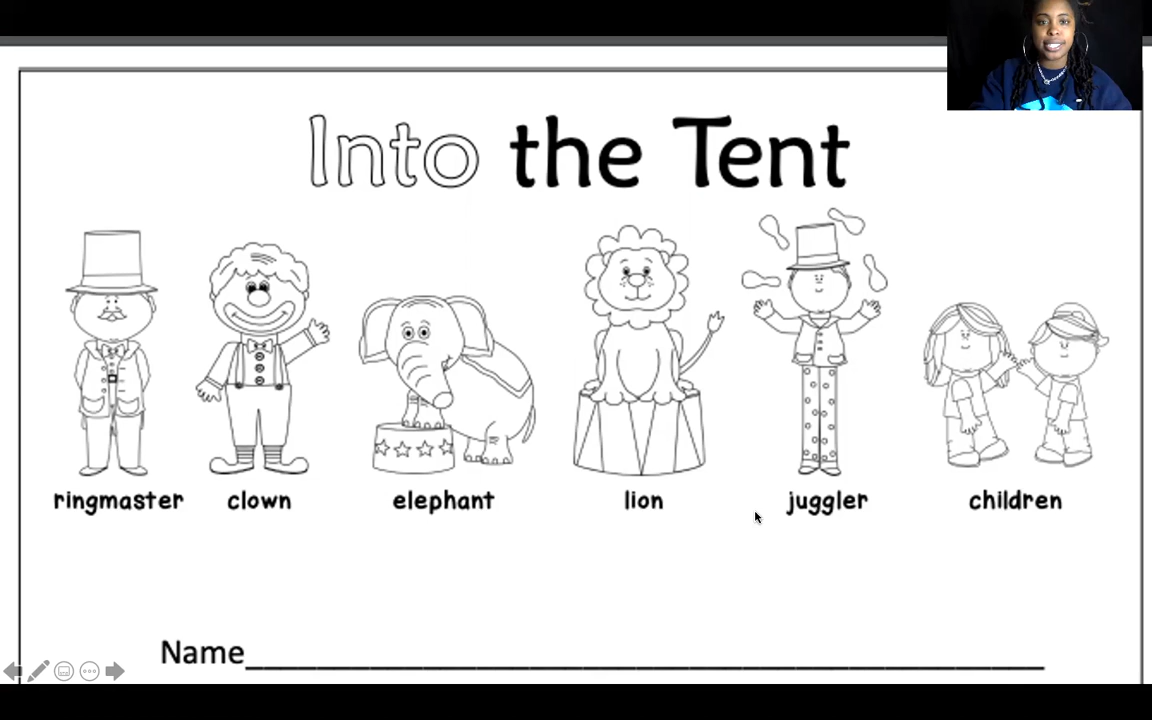 Into the Tent
ringmaster clown elephant lion juggler children
Name